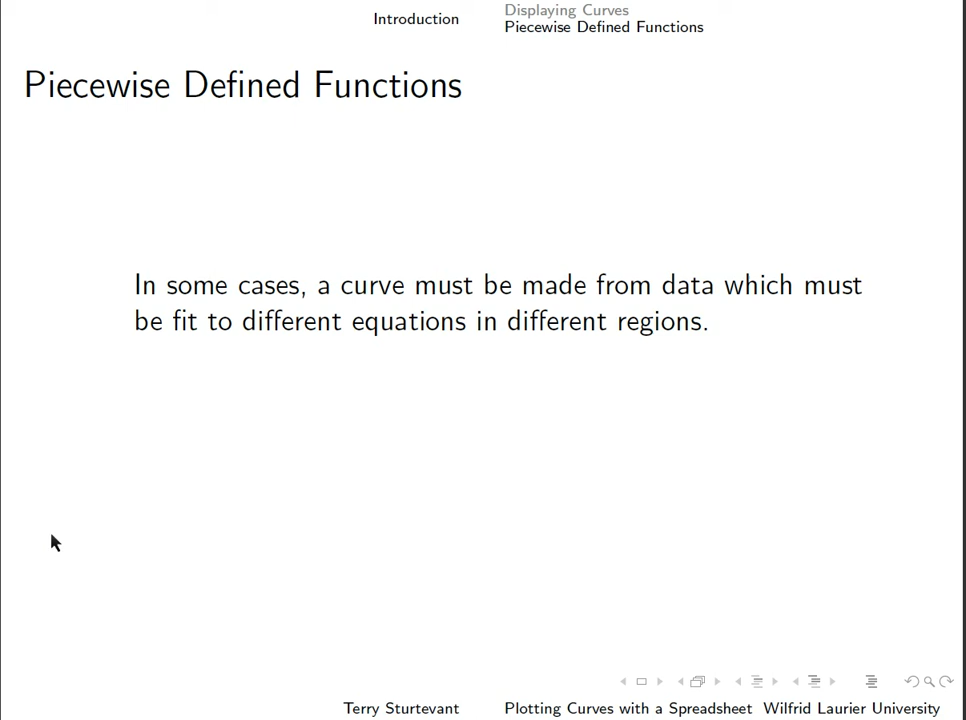 Introduction
Displaying Curves
Piecewise Defined Functions
Piecewise Defined Functions
In some cases, a curve must be made from data which must
be fit to different equations in different regions.
Terry Sturtevant
Plotting Curves with a Spreadsheet Wilfrid Laurier University